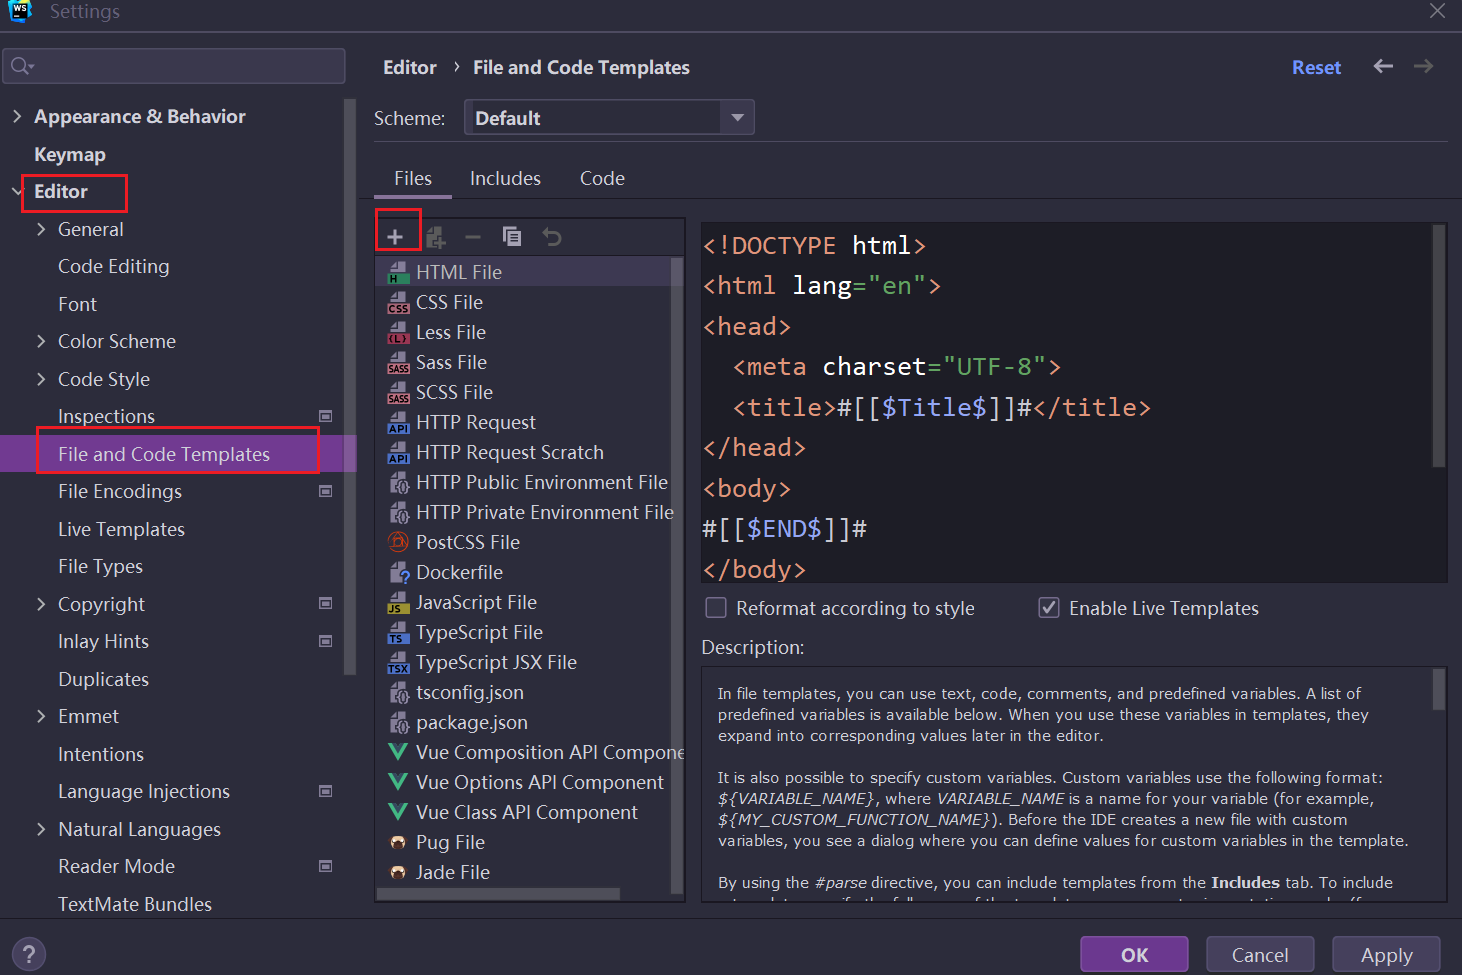 WS Settings
Editor › File and Code Templates Reset
Appearance & Behavior
Keymap
Editor
General
Code Editing
Font
Color Scheme
Code Style
Inspections
File and Code Templates
File Encodings
Live Templates
File Types
Copyright
Inlay Hints
Duplicates
Emmet
Intentions
Language Injections
Natural Languages
Reader Mode
TextMate Bundles
Scheme: Default
Files Includes Code
H HTML File
CSS CSS File
{L} Less File
SASS Sass File
SASS SCSS File
API HTTP Request
API HTTP Request Scratch
HTTP Public Environment File
HTTP Private Environment File
PostCSS File
Dockerfile
JS JavaScript File
TS TypeScript File
TSX TypeScript JSX File
tsconfig.json
package.json
Vue Composition API Compone
Vue Options API Component
Vue Class API Component
Pug File
Jade File
<!DOCTYPE html>
<html lang="en">
<head>
<meta charset="UTF-8">
<title>#[[$Title$]]#</title>
</head>
<body>
#[[$END$]]#
</body>
Reformat according to style Enable Live Templates
Description:
In file templates, you can use text, code, comments, and predefined variables. A list of
predefined variables is available below. When you use these variables in templates, they
expand into corresponding values later in the editor.
It is also possible to specify custom variables. Custom variables use the following format:
${VARIABLE_NAME}, where VARIABLE_NAME is a name for your variable (for example,
${MY_CUSTOM_FUNCTION_NAME}). Before the IDE creates a new file with custom
variables, you see a dialog where you can define values for custom variables in the template.
By using the #parse directive, you can include templates from the Includes tab. To include
? OK Cancel Apply